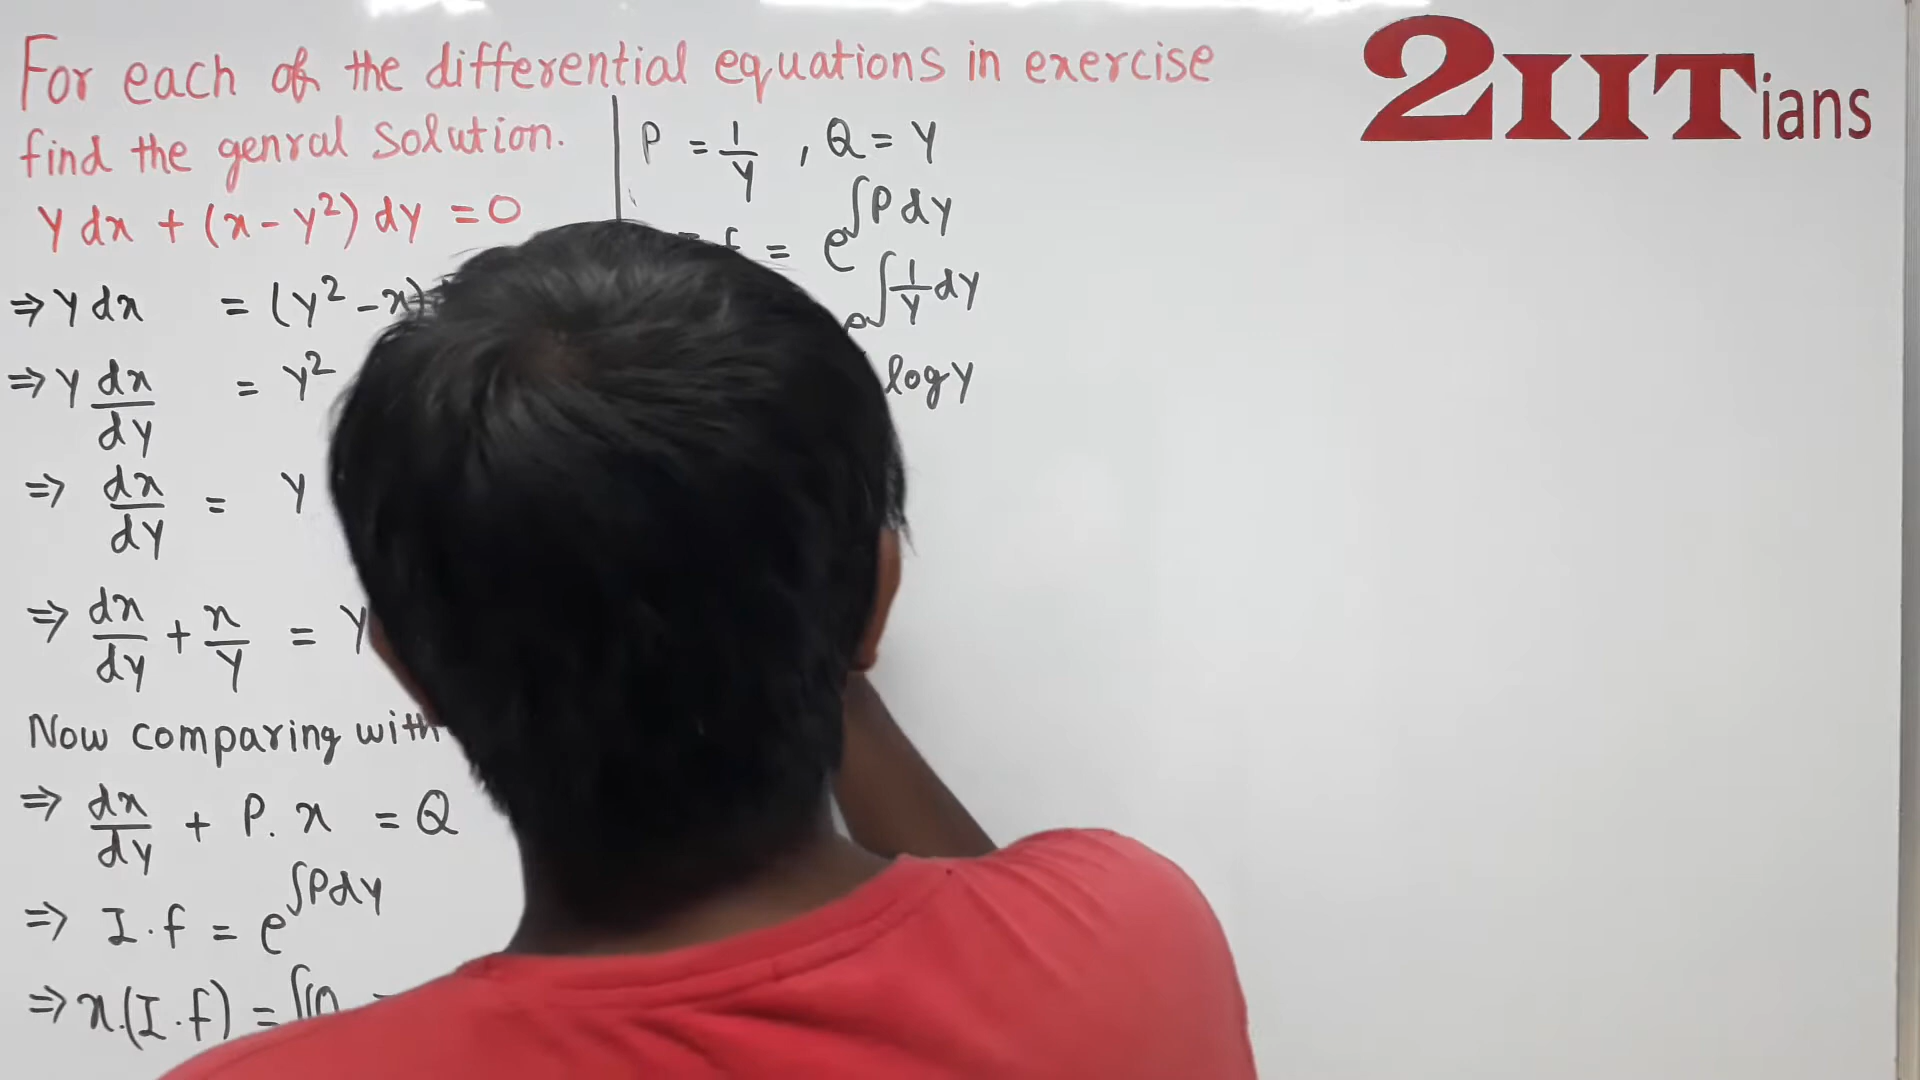 For each of the differential equations in exercise
find the genral solution.
y dx + (x - y²) dy = 0
⇒ y dx = (y² - x)
⇒ y dx/dy = y²
⇒ dx/dy = y
⇒ dx/dy + x/y = y
Now comparing with
⇒ dx/dy + P. x = Q
⇒ I.f = e^∫Pdy
⇒ x.(I.f) = ∫(Q
P = 1/y , Q = y
f = e^∫Pdy
e^∫1/y dy
log y
2IITians